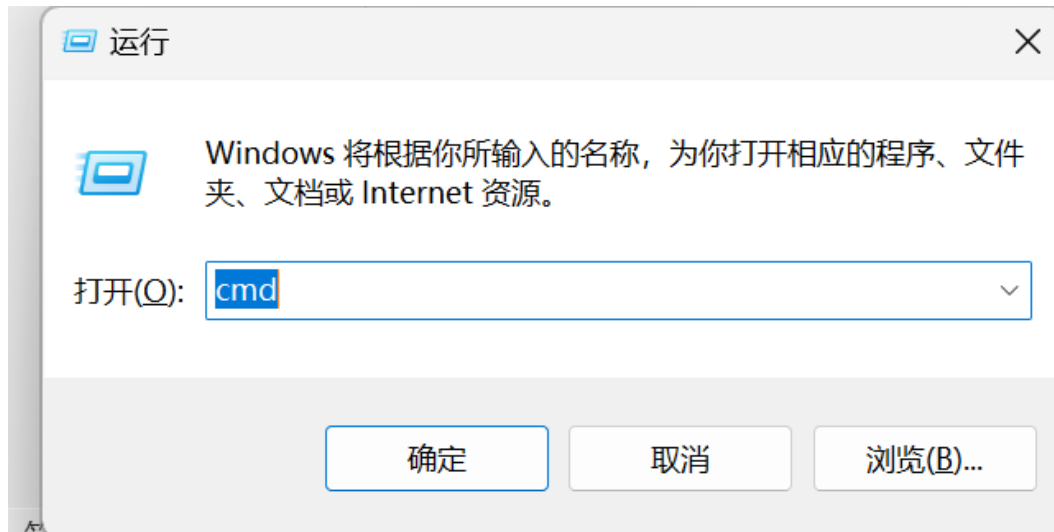 运行
Windows 将根据你所输入的名称，为你打开相应的程序、文件
夹、文档或 Internet 资源。
打开(O): cmd
确定 取消 浏览(B)...